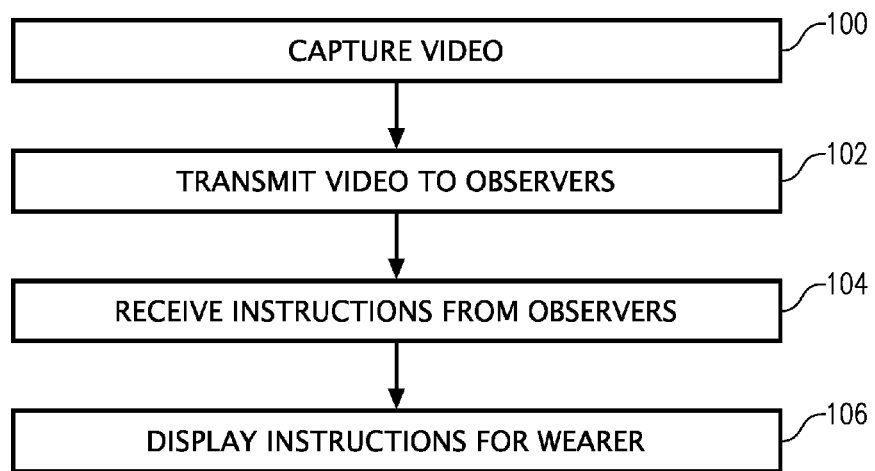 100
CAPTURE VIDEO
102
TRANSMIT VIDEO TO OBSERVERS
104
RECEIVE INSTRUCTIONS FROM OBSERVERS
106
DISPLAY INSTRUCTIONS FOR WEARER